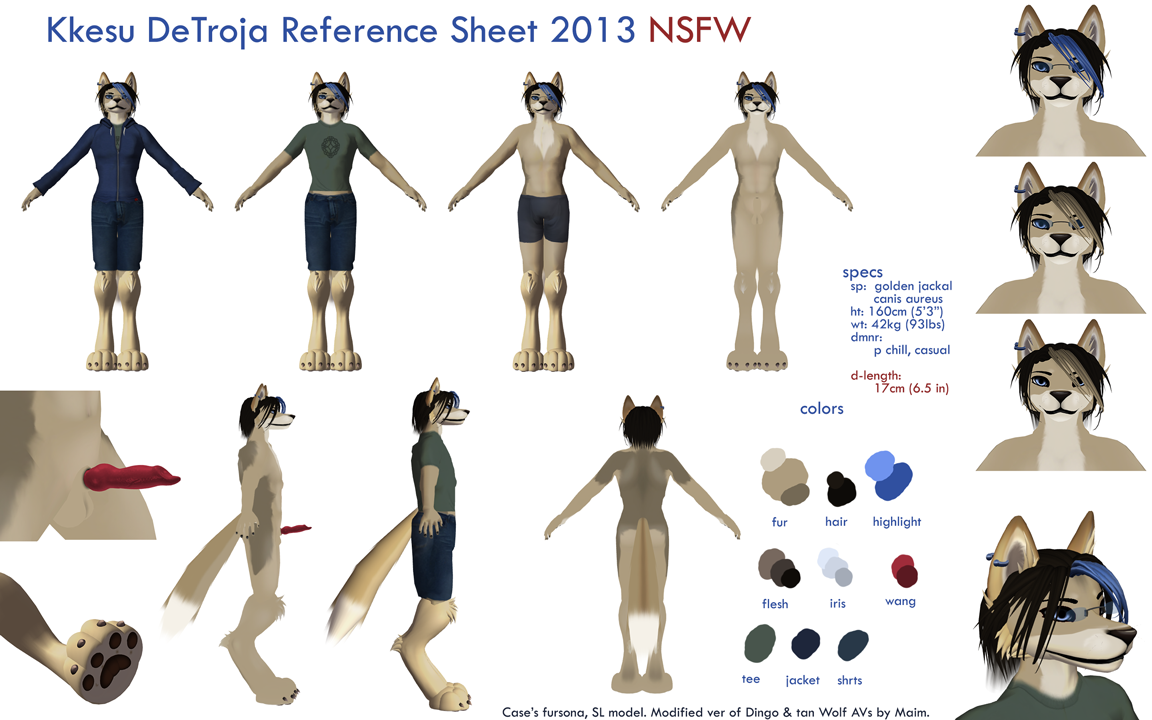 Kkesu DeTroja Reference Sheet 2013 NSFW
specs
sp: golden jackal
canis aureus
ht: 160cm (5'3")
wt: 42kg (93lbs)
dmnr:
p chill, casual
d-length:
17cm (6.5 in)
colors
fur hair highlight
flesh iris wang
tee jacket shrts
Case's fursona, SL model. Modified ver of Dingo & tan Wolf AVs by Maim.